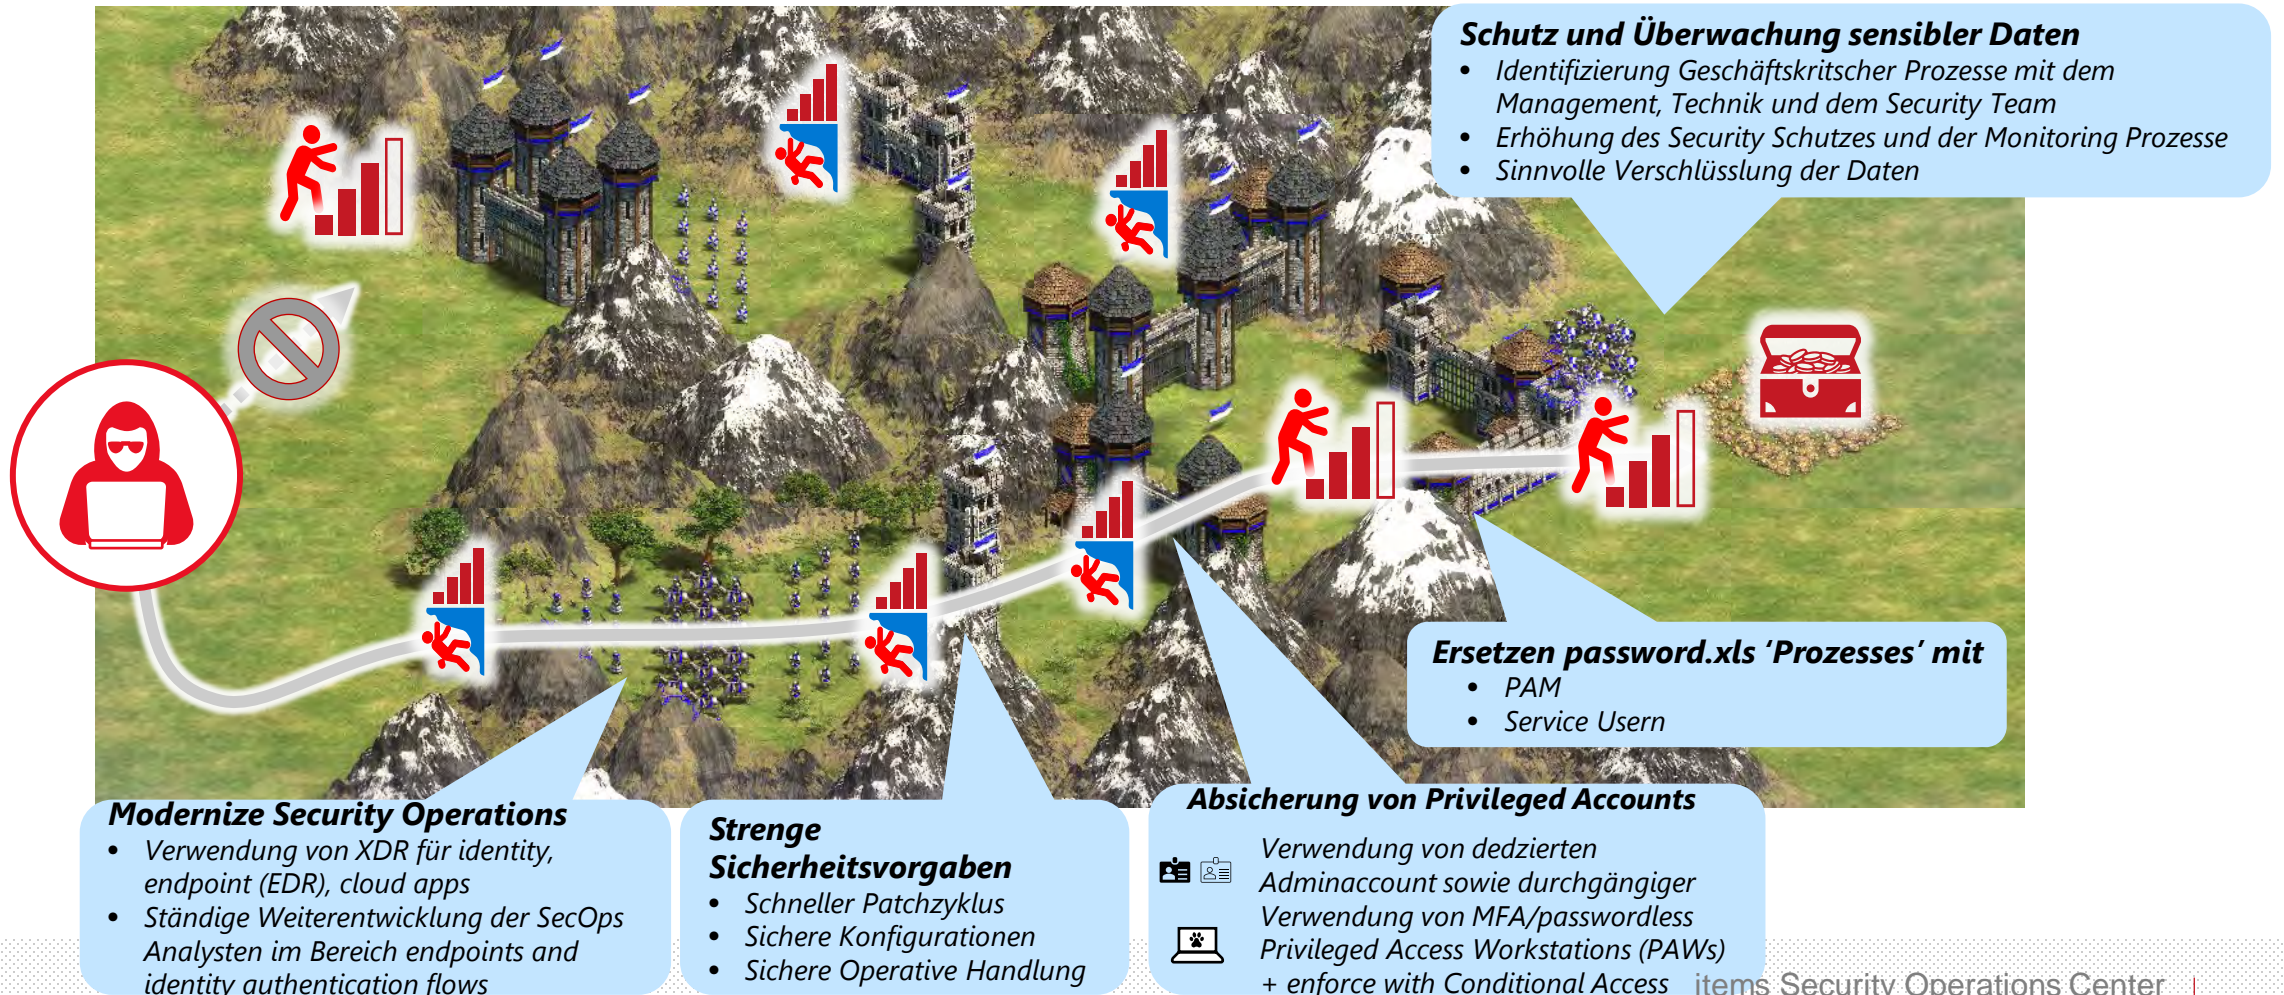 Schutz und Überwachung sensibler Daten
• Identifizierung Geschäftskritscher Prozesse mit dem
Management, Technik und dem Security Team
• Erhöhung des Security Schutzes und der Monitoring Prozesse
• Sinnvolle Verschlüsslung der Daten
Ersetzen password.xls ‘Prozesses’ mit
• PAM
• Service Usern
Modernize Security Operations
• Verwendung von XDR für identity,
endpoint (EDR), cloud apps
• Ständige Weiterentwicklung der SecOps
Analysten im Bereich endpoints and
identity authentication flows
Strenge
Sicherheitsvorgaben
• Schneller Patchzyklus
• Sichere Konfigurationen
• Sichere Operative Handlung
Absicherung von Privileged Accounts
Verwendung von dedzierten
Adminaccount sowie durchgängiger
Verwendung von MFA/passwordless
Privileged Access Workstations (PAWs)
+ enforce with Conditional Access
items Security Operations Center |